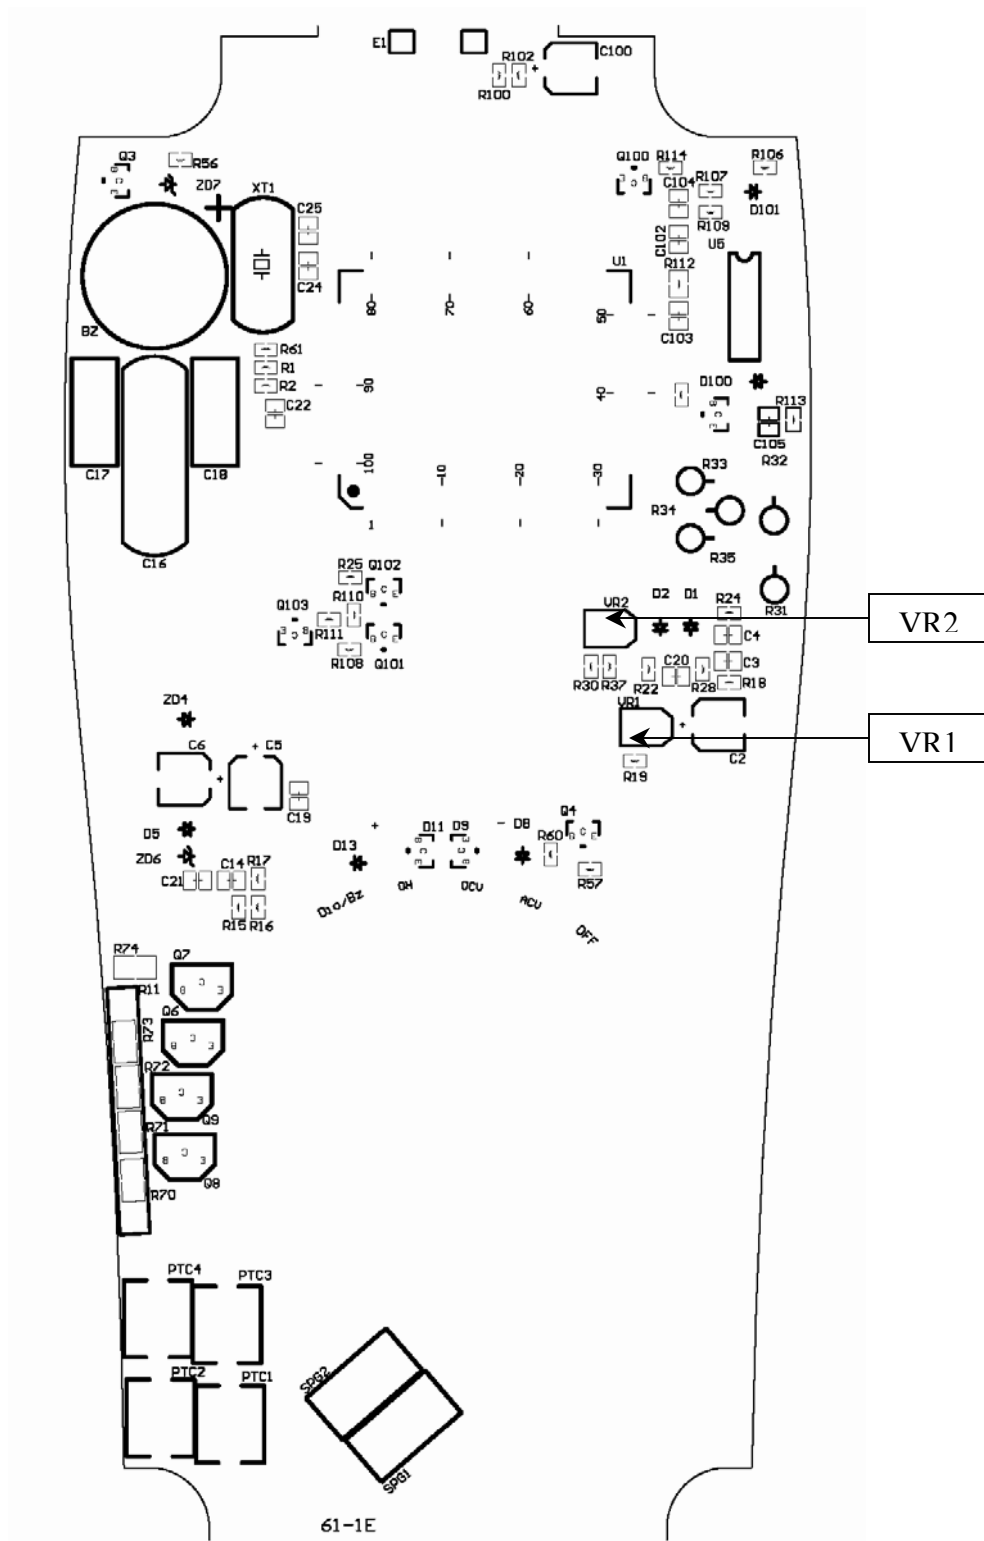 E1
R102
+
C100
R100
Q3
R56
ZD7
XT1
C25
C24
BZ
Q100
R114
R106
C104
R107
D101
R109
C102
U5
U1
R112
C103
80
70
60
50
R61
R1
R2
C22
90
40
D100
R113
C105
R32
C17
C18
C16
100
10
20
30
1
R33
R34
R35
R31
R25
Q102
R110
Q103
R111
R108
Q101
D2
D1
R24
VR2
VR2
C4
C3
C20
R30
R37
R22
R28
R18
VR1
+
VR1
C2
R19
ZD4
C6
+
C5
+
C19
D5
ZD6
C21
C14
R17
R15
R16
+
D13
D11
D9
-
D8
R60
Q4
R57
Dio/Bz
OH
DCV
ACV
OFF
R74
Q7
B C E
R11
Q6
B C E
R73
R72
B C E
Q9
R71
B C E
Q8
R70
PTC4
PTC3
PTC2
PTC1
SPG2
SPG1
61-1E